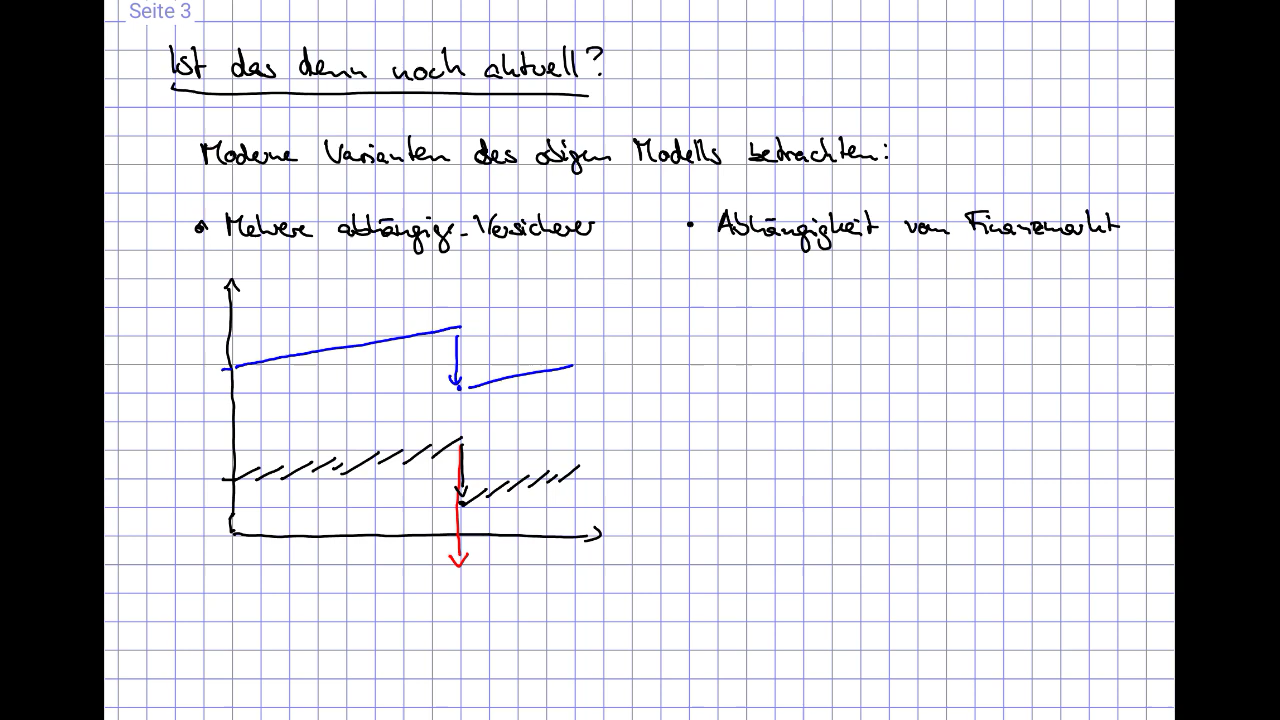 Seite 3
Ist das denn noch aktuell?
Moderne Varianten des obigen Modells betrachten:
• Mehrere abhängige Versicherer
• Abhängigkeit vom Finanzmarkt